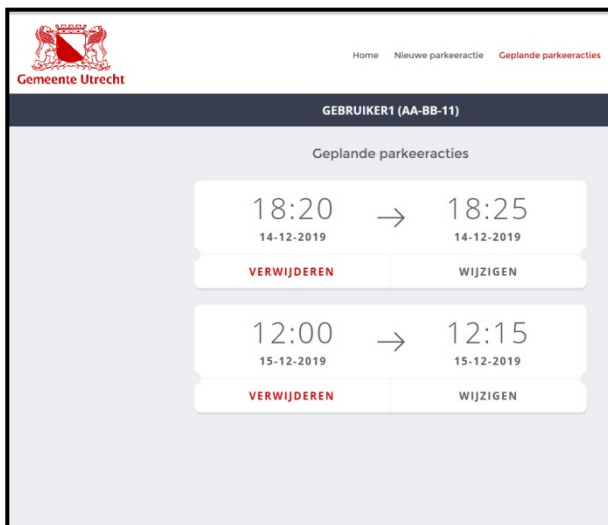 Gemeente Utrecht
Home Nieuwe parkeeractie Geplande parkeeracties
GEBRUIKER1 (AA-BB-11)
Geplande parkeeracties
18:20 → 18:25
14-12-2019 14-12-2019
VERWIJDEREN WIJZIGEN
12:00 → 12:15
15-12-2019 15-12-2019
VERWIJDEREN WIJZIGEN